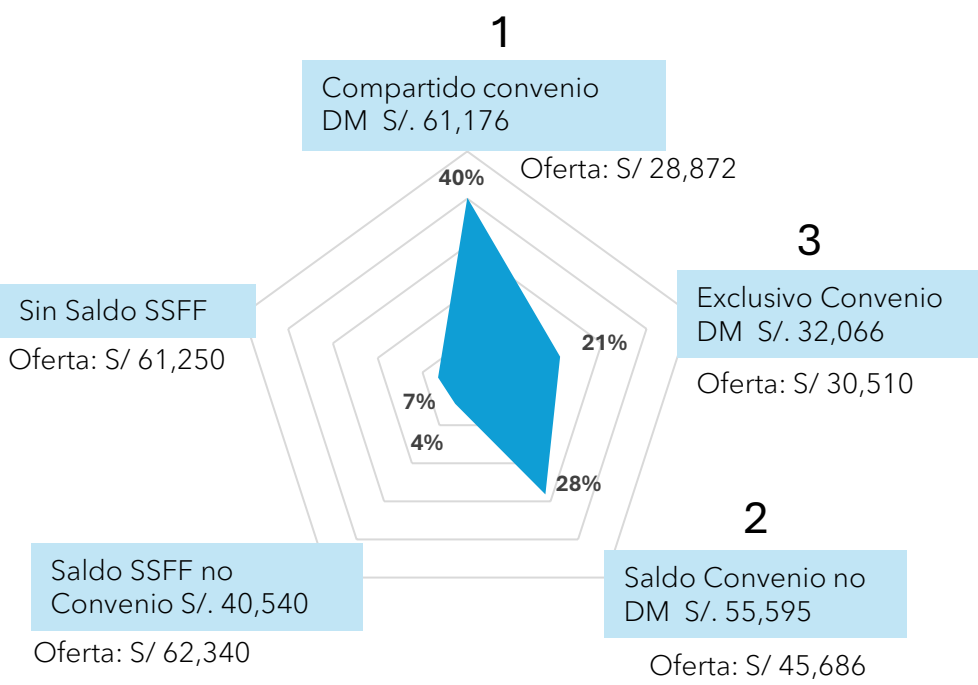 1
Compartido convenio
DM S/. 61,176
Oferta: S/ 28,872
40%
3
Exclusivo Convenio
DM S/. 32,066
Oferta: S/ 30,510
21%
Sin Saldo SSFF
Oferta: S/ 61,250
7%
4%
28%
2
Saldo Convenio no
DM S/. 55,595
Oferta: S/ 45,686
Saldo SSFF no
Convenio S/. 40,540
Oferta: S/ 62,340